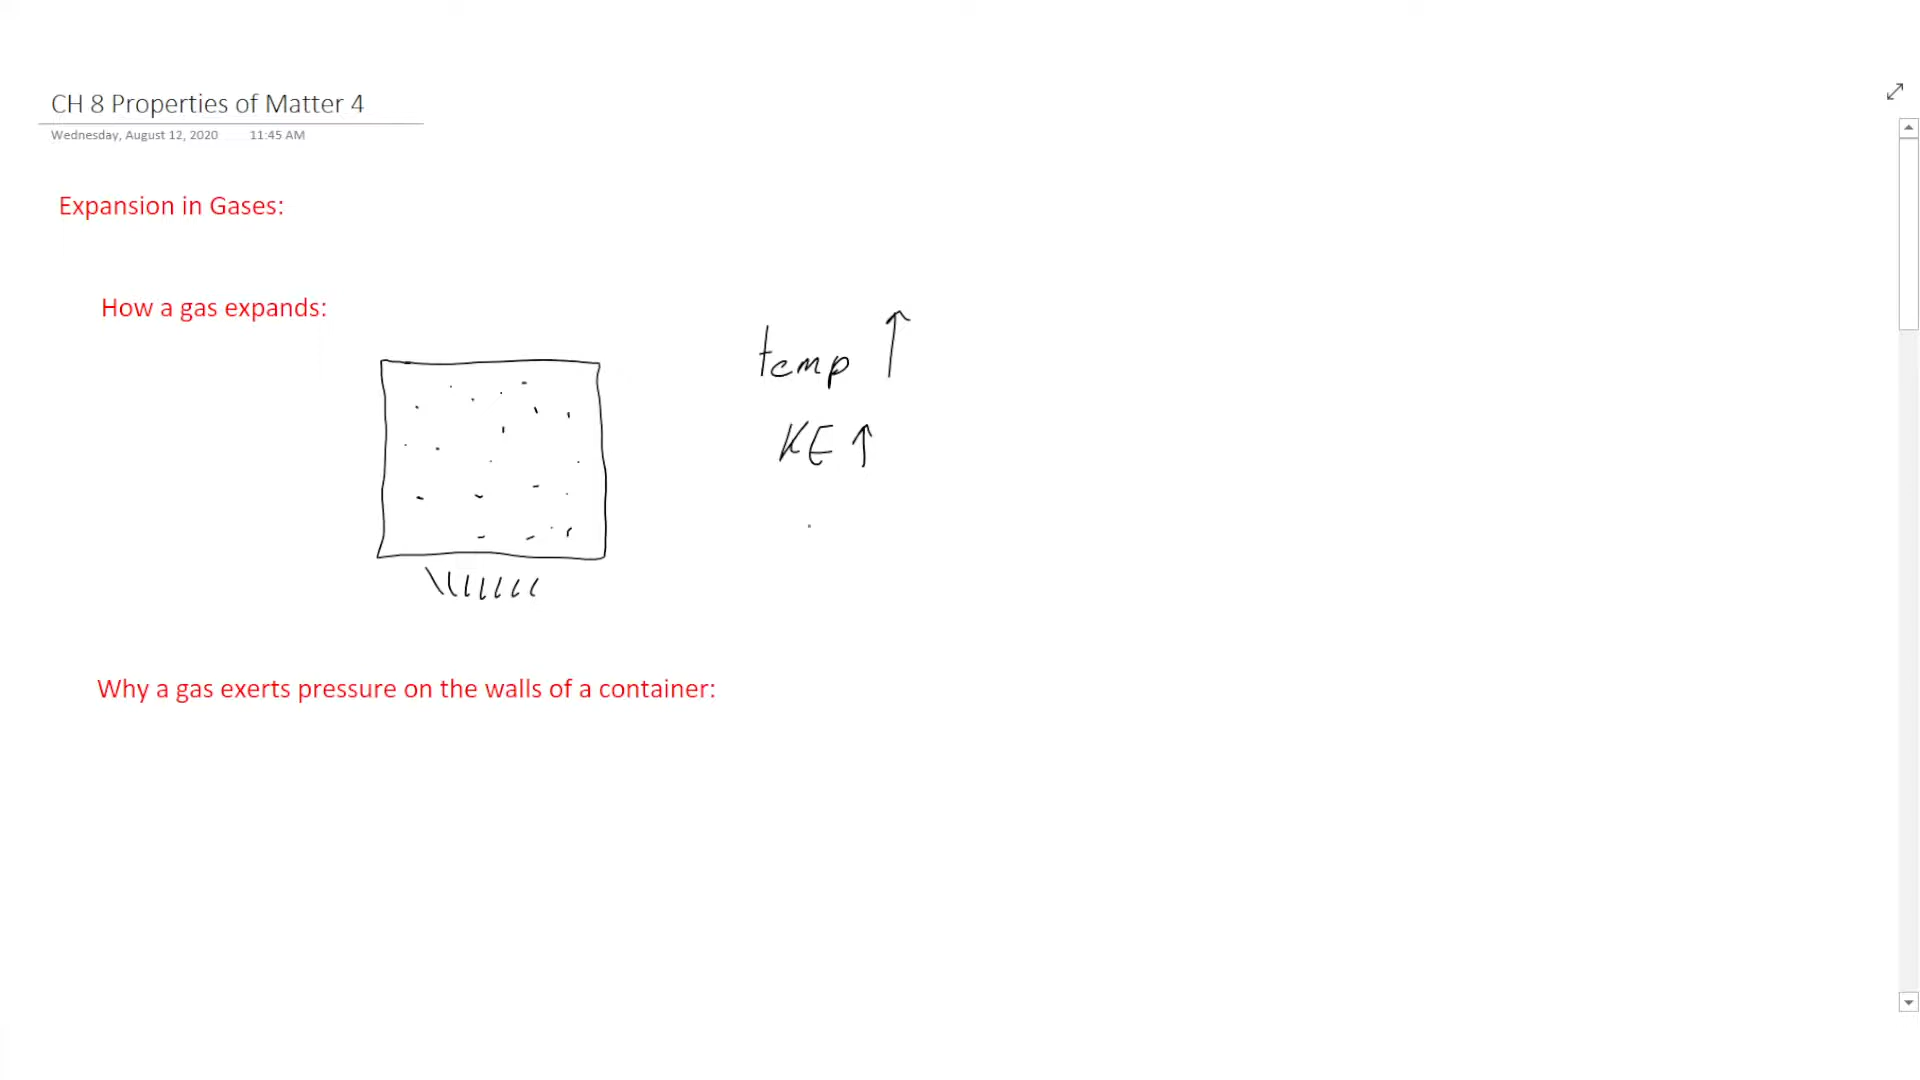 CH 8 Properties of Matter 4
Wednesday, August 12, 2020 11:45 AM
Expansion in Gases:
How a gas expands:
temp ↑
KE ↑
Why a gas exerts pressure on the walls of a container: